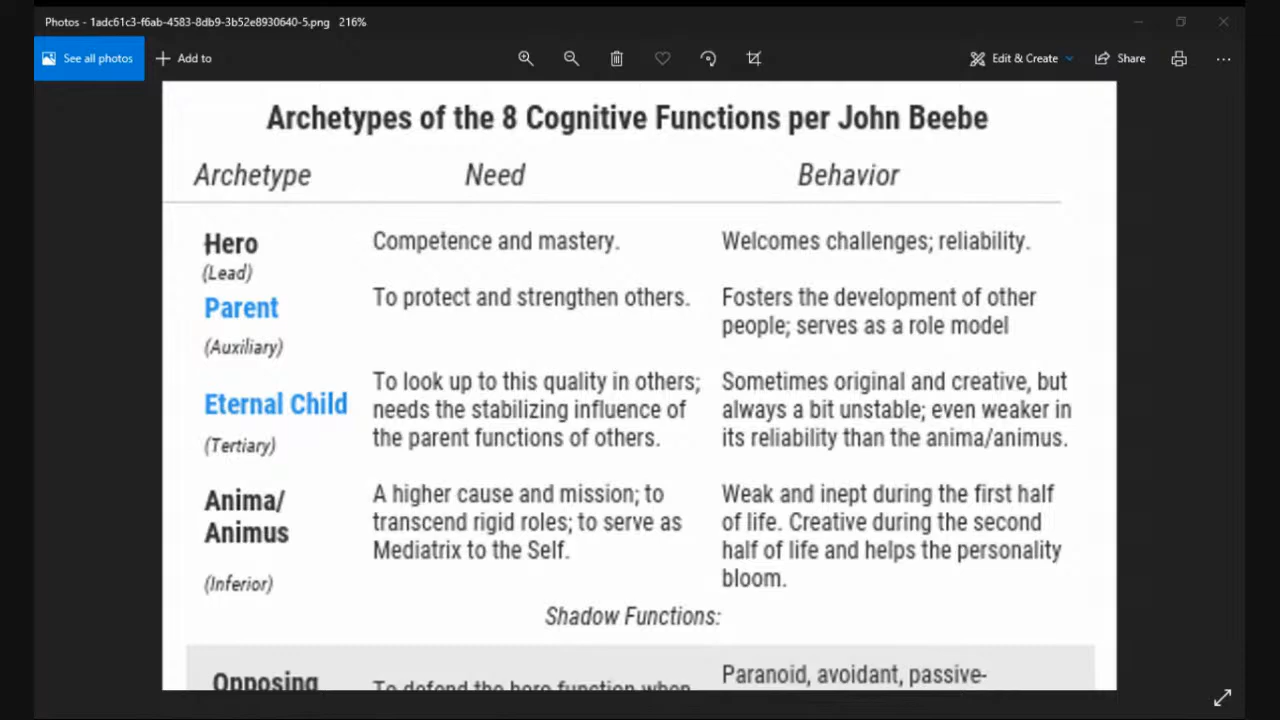 Photos - 1adc61c3-f6ab-4583-8db9-3b52e8930640-5.png 216%
See all photos
Add to
Edit & Create
Share
Archetypes of the 8 Cognitive Functions per John Beebe
Archetype Need Behavior
Hero Competence and mastery. Welcomes challenges; reliability.
(Lead)
Parent To protect and strengthen others. Fosters the development of other
people; serves as a role model
(Auxiliary)
To look up to this quality in others; Sometimes original and creative, but
Eternal Child needs the stabilizing influence of always a bit unstable; even weaker in
(Tertiary) the parent functions of others. its reliability than the anima/animus.
Anima/ A higher cause and mission; to Weak and inept during the first half
Animus transcend rigid roles; to serve as of life. Creative during the second
Mediatrix to the Self. half of life and helps the personality
(Inferior) bloom.
Shadow Functions:
Opposing To defend the hero function when Paranoid, avoidant, passive-